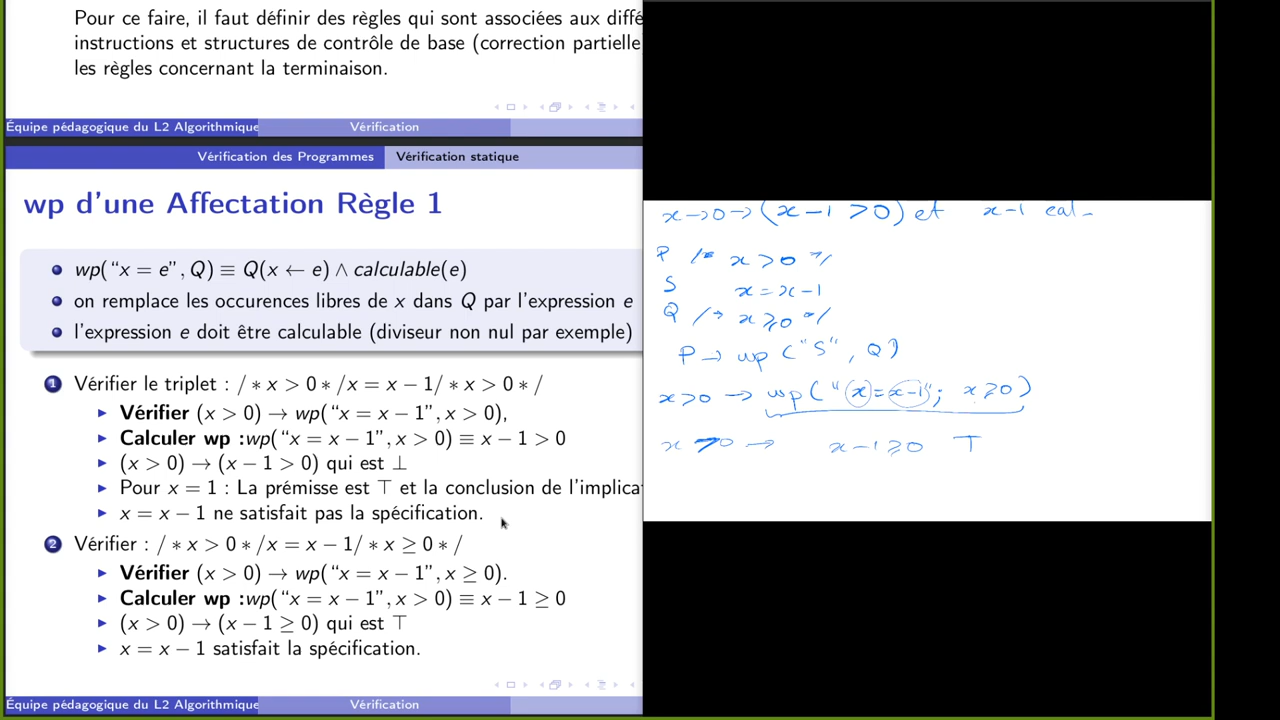 Pour ce faire, il faut définir des règles qui sont associées aux diffé
instructions et structures de contrôle de base (correction partielle
les règles concernant la terminaison.
Équipe pédagogique du L2 Algorithmique
Vérification
Vérification des Programmes
Vérification statique
wp d'une Affectation Règle 1
wp("x = e", Q) ≡ Q(x ← e) ∧ calculable(e)
on remplace les occurences libres de x dans Q par l'expression e
l'expression e doit être calculable (diviseur non nul par exemple)
1 Vérifier le triplet : / * x > 0 * /x = x − 1/ * x > 0 * /
Vérifier (x > 0) → wp("x = x − 1", x > 0),
Calculer wp :wp("x = x − 1", x > 0) ≡ x − 1 > 0
(x > 0) → (x − 1 > 0) qui est ⊥
Pour x = 1 : La prémisse est ⊤ et la conclusion de l'implica
x = x − 1 ne satisfait pas la spécification.
2 Vérifier : / * x > 0 * /x = x − 1/ * x ≥ 0 * /
Vérifier (x > 0) → wp("x = x − 1", x ≥ 0).
Calculer wp :wp("x = x − 1", x > 0) ≡ x − 1 ≥ 0
(x > 0) → (x − 1 ≥ 0) qui est ⊤
x = x − 1 satisfait la spécification.
Équipe pédagogique du L2 Algorithmique
Vérification
(x−1 >0) et x−1 cal
P /* x > 0 */
S x = x−1
Q /* x ≥ 0 */
P → wp ("S", Q)
x>0 → wp("x=x−1"; x ≥ 0)
x > 0 → x−1 ≥ 0 ⊤